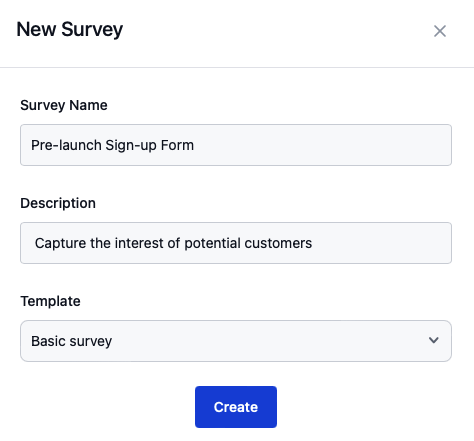 New Survey
Survey Name
Pre-launch Sign-up Form
Description
Capture the interest of potential customers
Template
Basic survey
Create